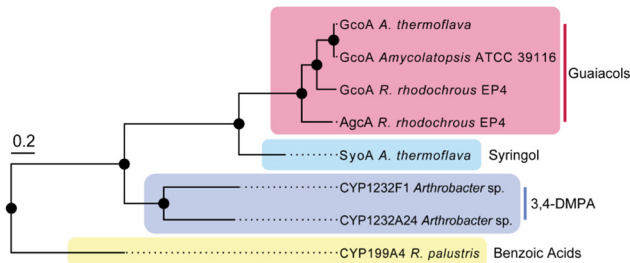 GcoA A. thermoflava
GcoA Amycolatopsis ATCC 39116
Guaiacols
GcoA R. rhodochrous EP4
AgcA R. rhodochrous EP4
0.2
SyoA A. thermoflava Syringol
CYP1232F1 Arthrobacter sp.
3,4-DMPA
CYP1232A24 Arthrobacter sp.
CYP199A4 R. palustris Benzoic Acids